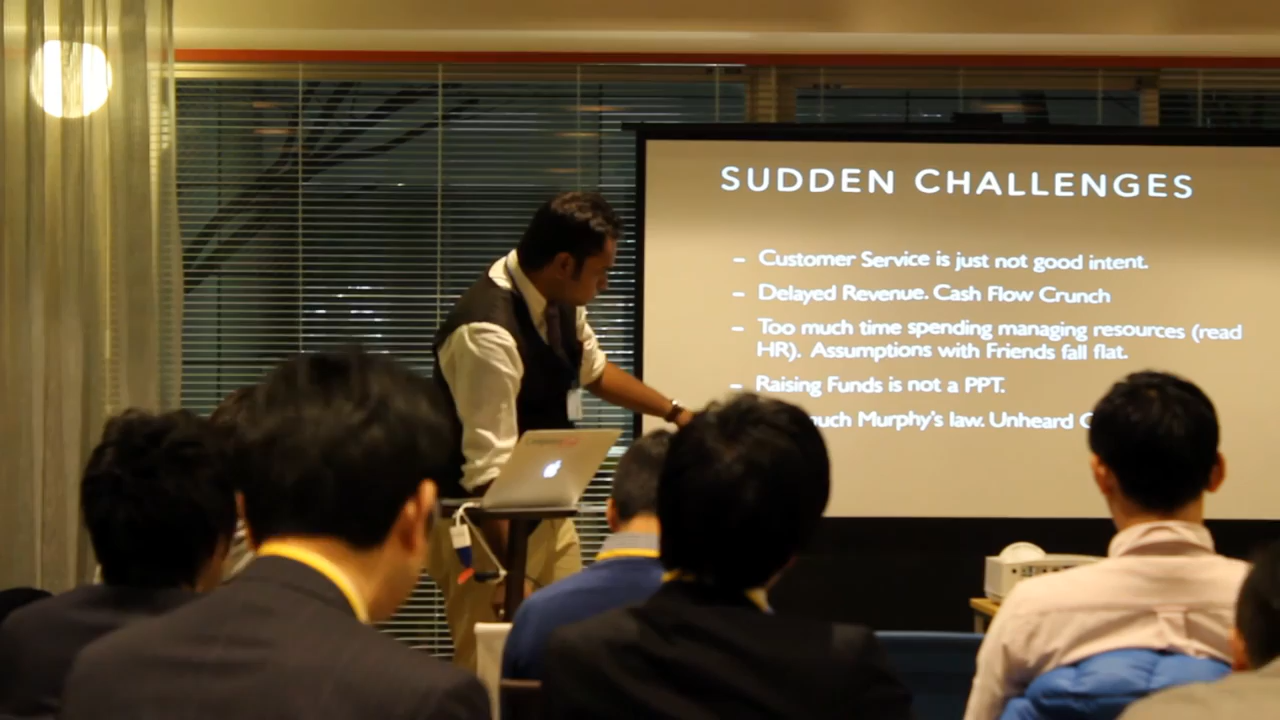 SUDDEN CHALLENGES
– Customer Service is just not good intent.
– Delayed Revenue. Cash Flow Crunch
– Too much time spending managing resources (read
HR). Assumptions with Friends fall flat.
– Raising Funds is not a PPT.
Murphy's law. Unheard